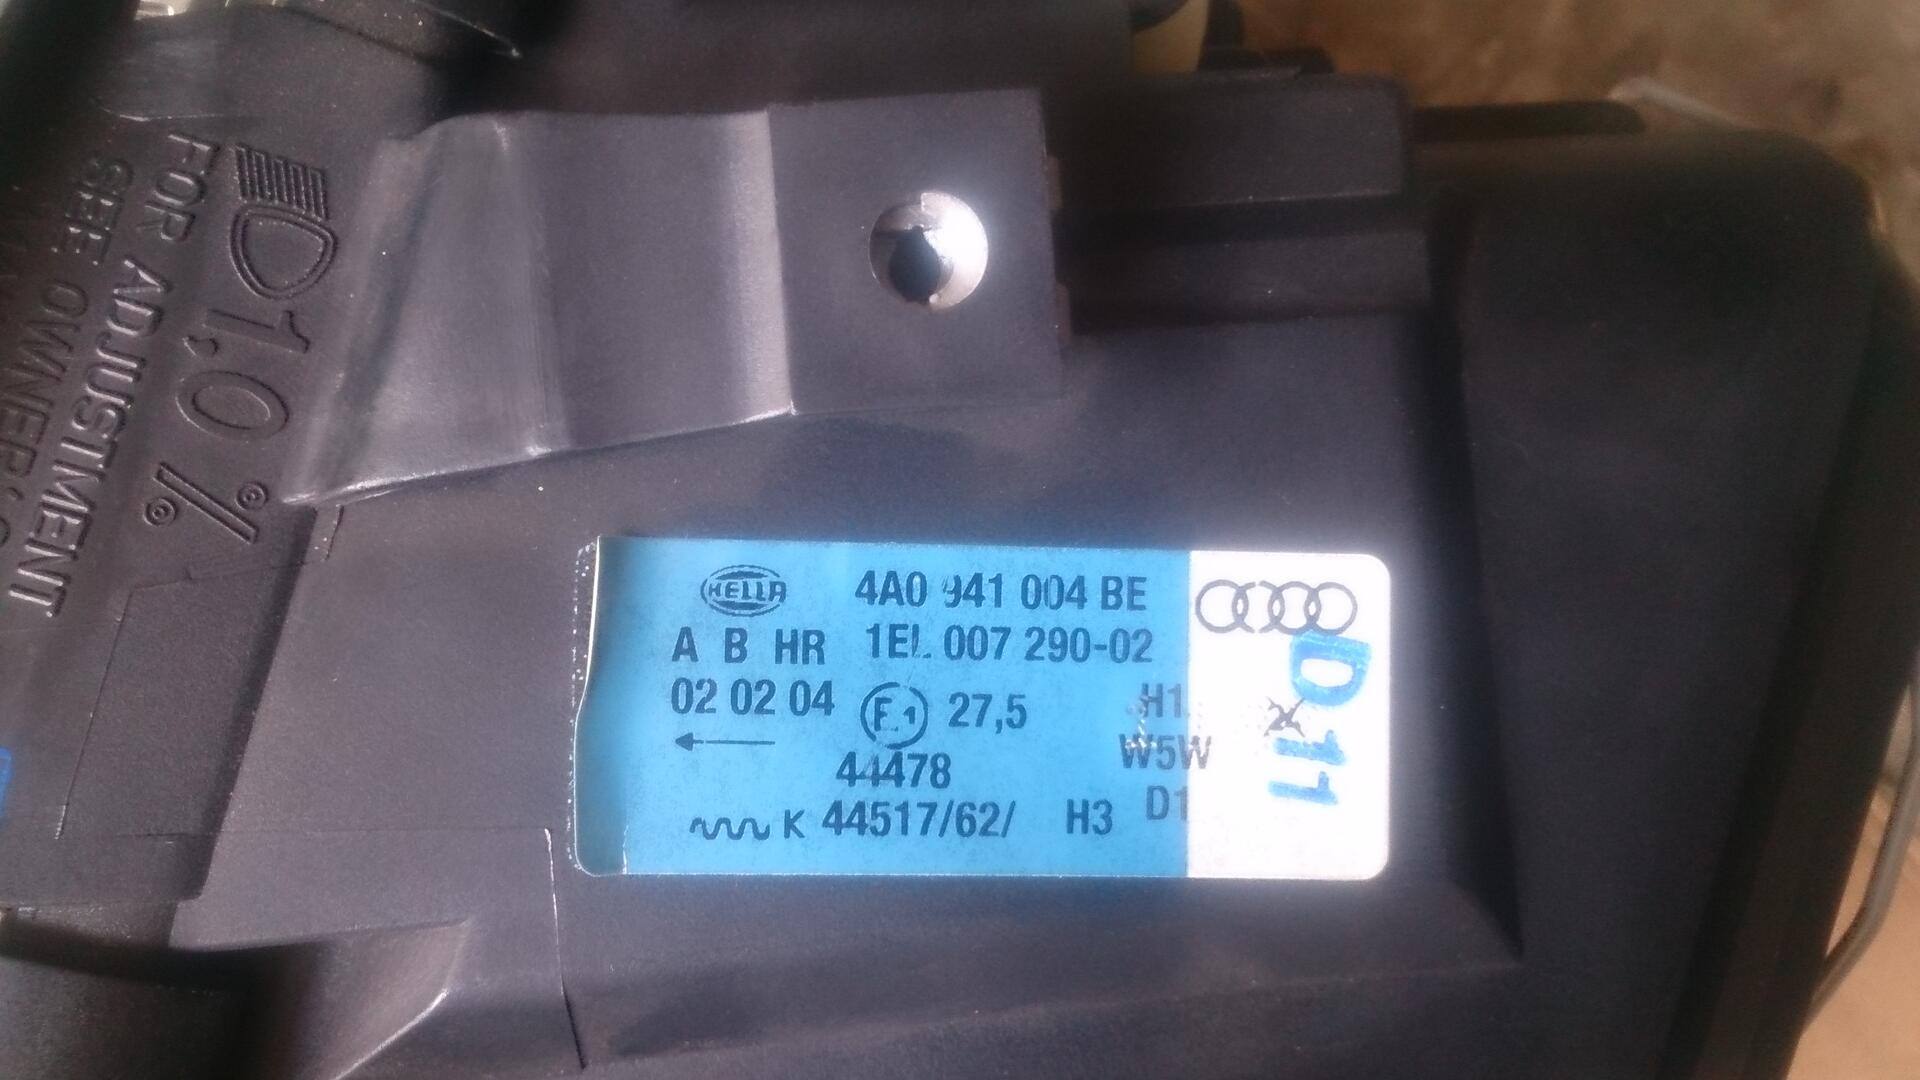 1,0 %
FOR ADJUSTMENT
SEE OWNER'S
HELLA 4A0 941 004 BE
A B HR 1EL 007 290-02
02 02 04 E1 27,5 H1
W5W
44478
K 44517/62/ H3 D1
24
D11